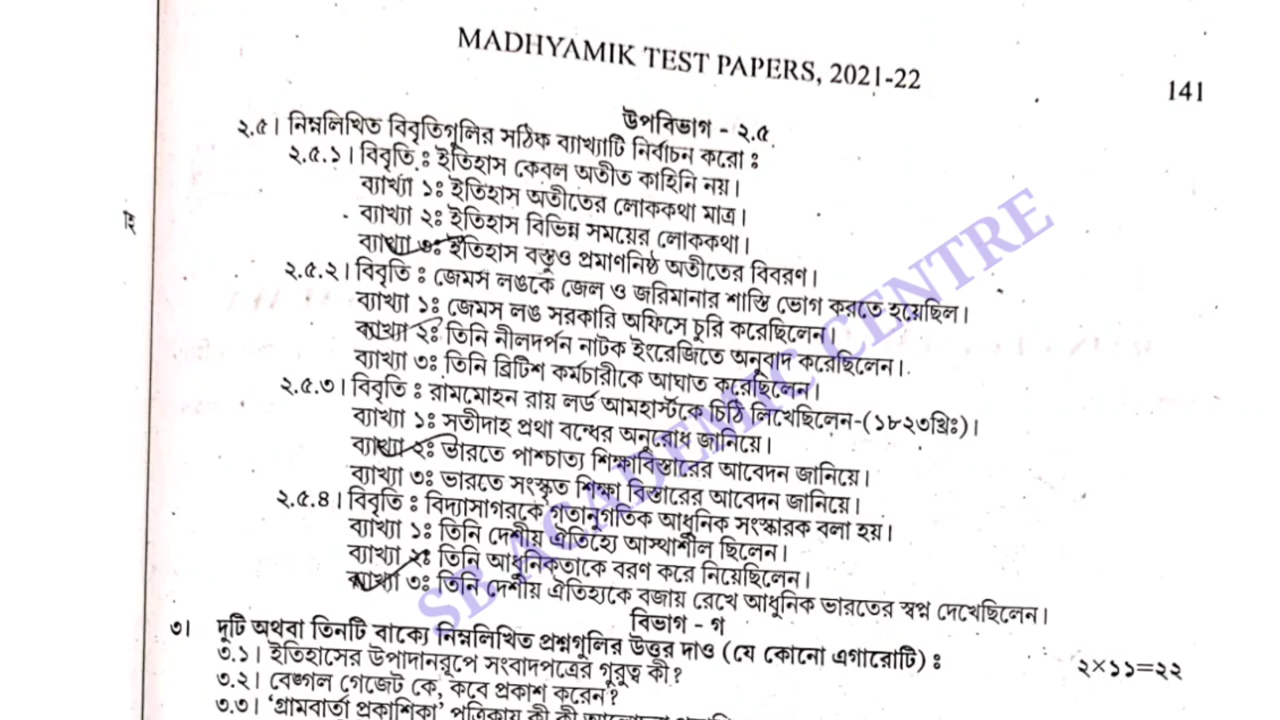 MADHYAMIK TEST PAPERS, 2021-22
141
উপবিভাগ - ২.৫
২.৫। নিম্নলিখিত বিবৃতিগুলির সঠিক ব্যাখ্যাটি নির্বাচন করো :
২.৫.১। বিবৃতি : ইতিহাস কেবল অতীত কাহিনি নয়।
ব্যাখ্যা ১ঃ ইতিহাস অতীতের লোককথা মাত্র।
ব্যাখ্যা ২ঃ ইতিহাস বিভিন্ন সময়ের লোককথা।
ব্যাখ্যা ৩ঃ ইতিহাস বস্তুও প্রমাণনিষ্ঠ অতীতের বিবরণ।
২.৫.২। বিবৃতি : জেমস লঙকে জেল ও জরিমানার শাস্তি ভোগ করতে হয়েছিল।
ব্যাখ্যা ১ঃ জেমস লঙ সরকারি অফিসে চুরি করেছিলেন।
ব্যাখ্যা ২ঃ তিনি নীলদর্পন নাটক ইংরেজিতে অনুবাদ করেছিলেন।
ব্যাখ্যা ৩ঃ তিনি ব্রিটিশ কর্মচারীকে আঘাত করেছিলেন।
২.৫.৩। বিবৃতি : রামমোহন রায় লর্ড আমহার্স্টকে চিঠি লিখেছিলেন-(১৮২৩খ্রিঃ)।
ব্যাখ্যা ১ঃ সতীদাহ প্রথা বন্ধের অনুরোধ জানিয়ে।
ব্যাখ্যা ২ঃ ভারতে পাশ্চাত্য শিক্ষাবিস্তারের আবেদন জানিয়ে।
ব্যাখ্যা ৩ঃ ভারতে সংস্কৃত শিক্ষা বিস্তারের আবেদন জানিয়ে।
২.৫.৪। বিবৃতি : বিদ্যাসাগরকে গতানুগতিক আধুনিক সংস্কারক বলা হয়।
ব্যাখ্যা ১ঃ তিনি দেশীয় ঐতিহ্যে আস্থাশীল ছিলেন।
ব্যাখ্যা ২ঃ তিনি আধুনিকতাকে বরণ করে নিয়েছিলেন।
ব্যাখ্যা ৩ঃ তিনি দেশীয় ঐতিহ্যকে বজায় রেখে আধুনিক ভারতের স্বপ্ন দেখেছিলেন।
বিভাগ - গ
৩। দুটি অথবা তিনটি বাক্যে নিম্নলিখিত প্রশ্নগুলির উত্তর দাও (যে কোনো এগারোটি) : ২×১১=২২
৩.১। ইতিহাসের উপাদানরূপে সংবাদপত্রের গুরুত্ব কী?
৩.২। বেঙ্গল গেজেট কে, কবে প্রকাশ করেন?
৩.৩। 'গ্রামবার্তা প্রকাশিকা' পত্রিকায় কী কী
SB ACADEMIC CENTRE